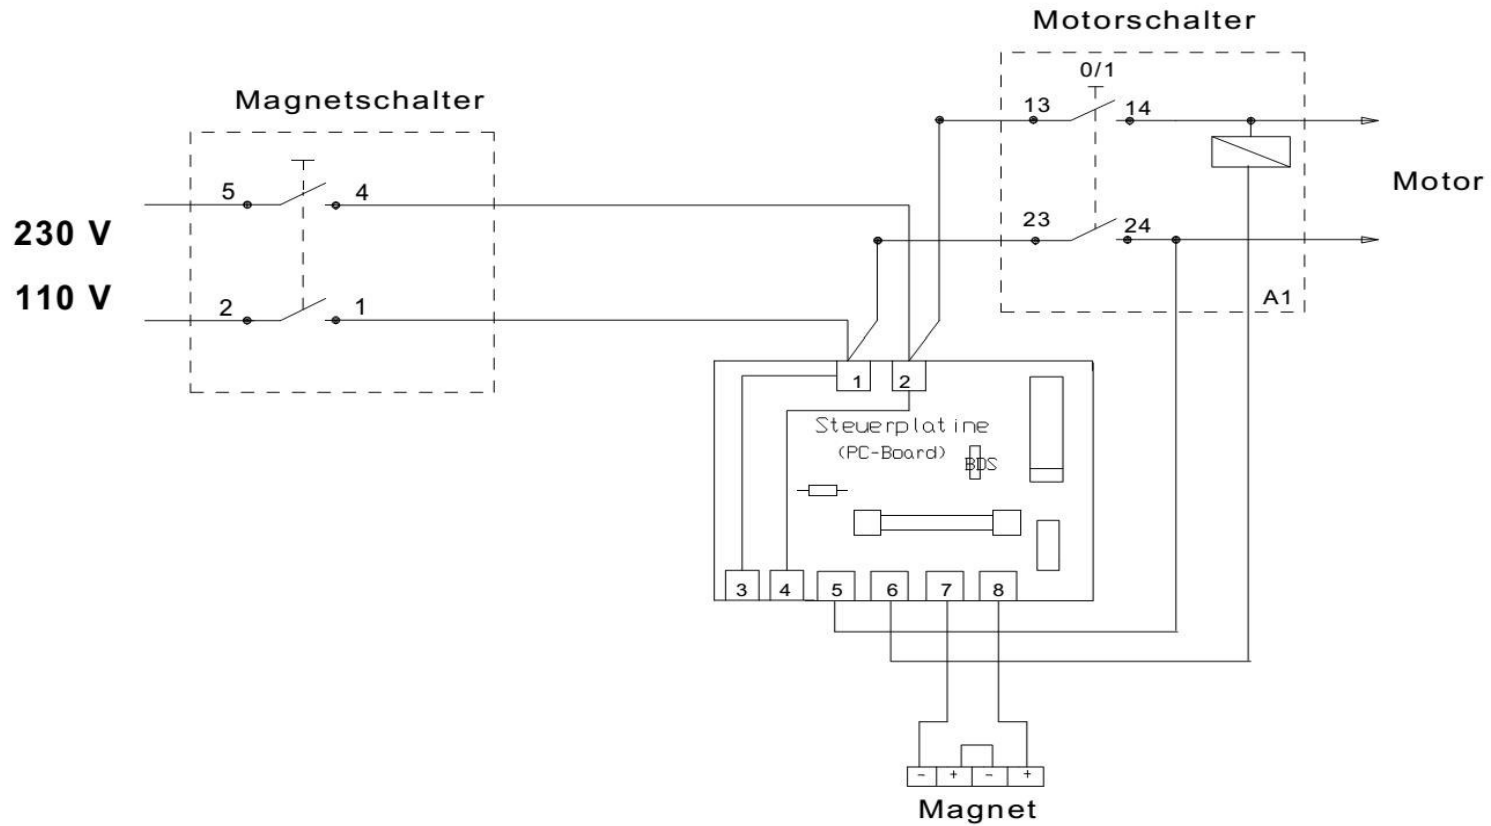 Motorschalter
0/1
Magnetschalter
13
14
5
4
Motor
23
24
230 V
110 V
2
1
A1
1
2
Steuerplatine
(PC-Board)
BDS
3
4
5
6
7
8
- + - +
Magnet